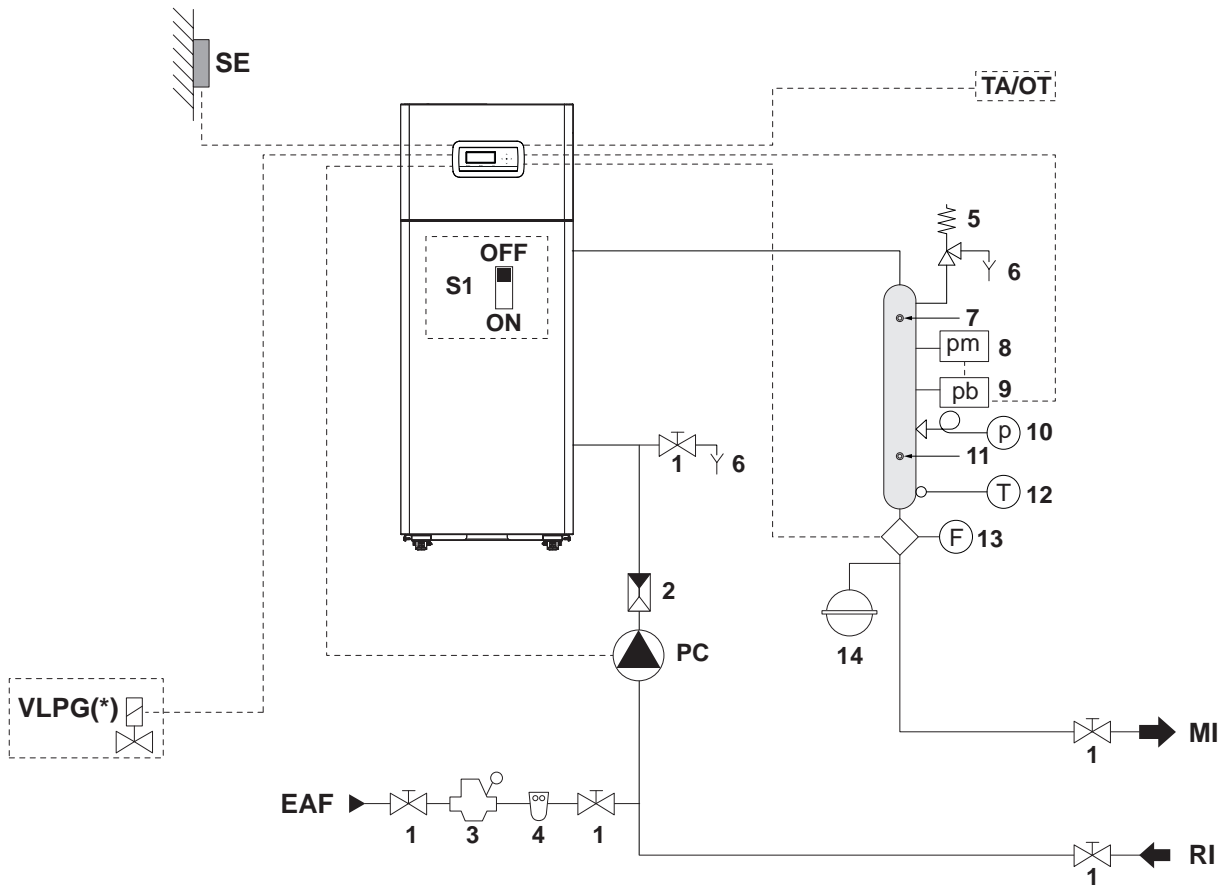 SE
TA/OT
OFF
S1
ON
5
6
7
pm 8
pb 9
p 10
11
T 12
F 13
14
1 6
2
PC
VLPG(*)
MI
1
EAF
1 3 4 1
RI
1